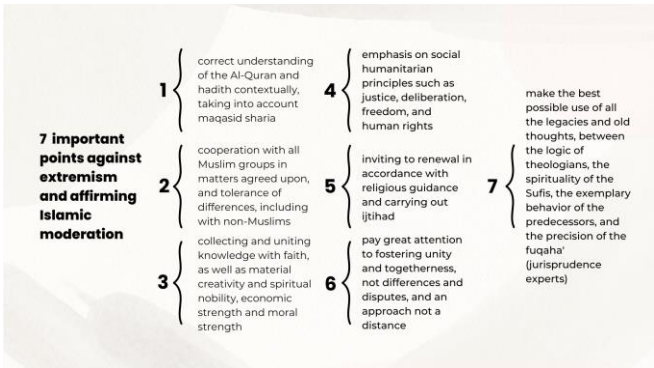 7 important
points against
extremism
and affirming
Islamic
moderation
1
correct understanding
of the Al-Quran and
hadith contextually,
taking into account
maqasid sharia
2
cooperation with all
Muslim groups in
matters agreed upon,
and tolerance of
differences, including
with non-Muslims
3
collecting and uniting
knowledge with faith,
as well as material
creativity and spiritual
nobility, economic
strength and moral
strength
4
emphasis on social
humanitarian
principles such as
justice, deliberation,
freedom, and
human rights
5
inviting to renewal in
accordance with
religious guidance
and carrying out
ijtihad
6
pay great attention
to fostering unity
and togetherness,
not differences and
disputes, and an
approach not a
distance
7
make the best
possible use of all
the legacies and old
thoughts, between
the logic of
theologians, the
spirituality of the
Sufis, the exemplary
behavior of the
predecessors, and
the precision of the
fuqaha'
(jurisprudence
experts)